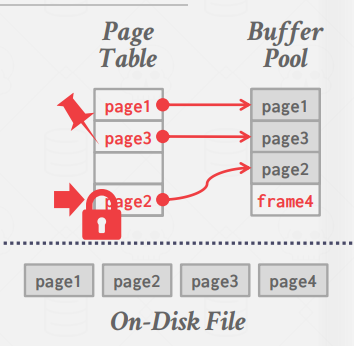 Page Table
Buffer Pool
page1
page3
page2
page1
page3
page2
frame4
page1 page2 page3 page4
On-Disk File